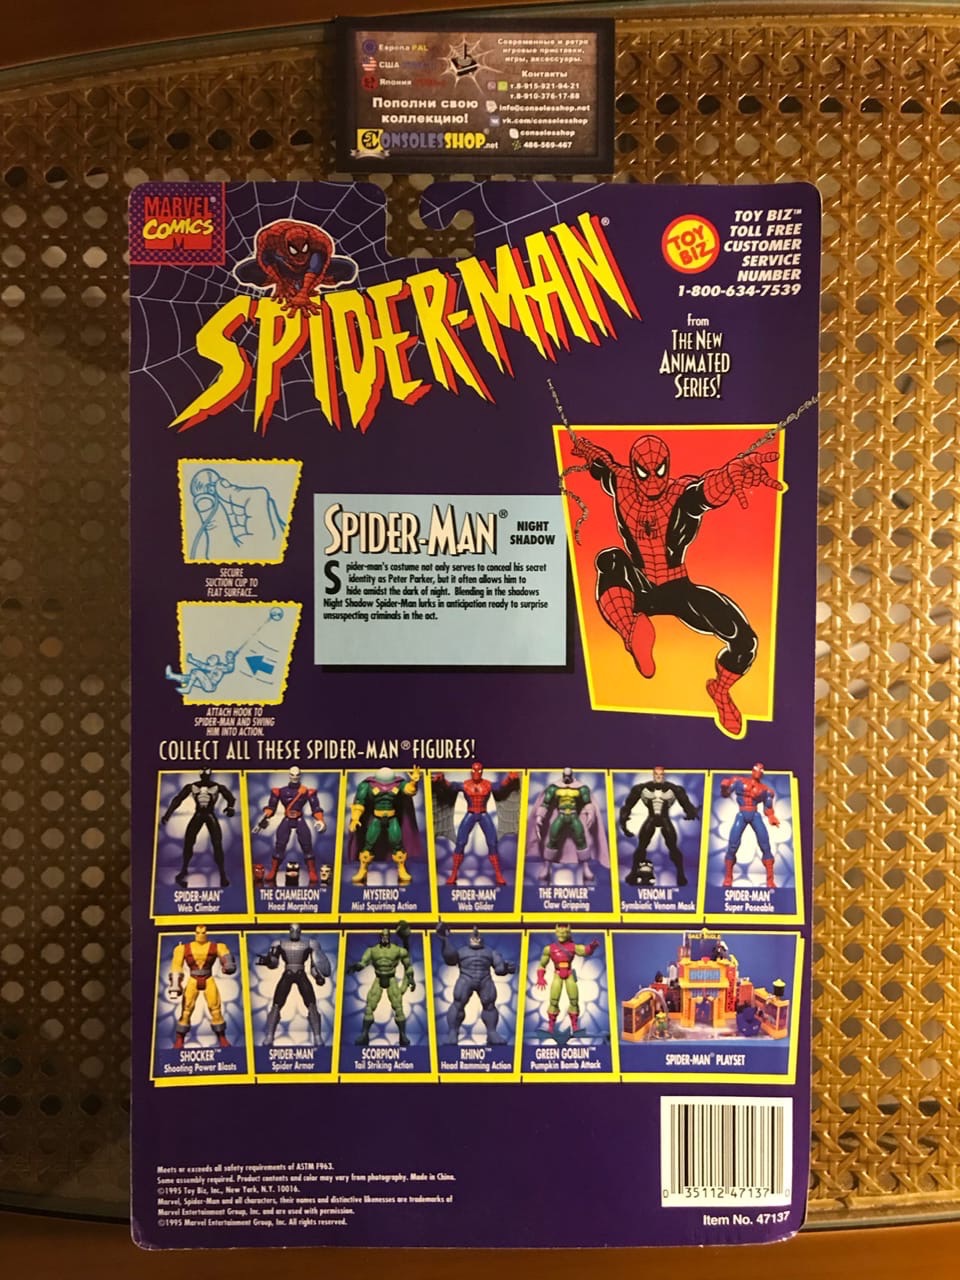 Европа PAL
США
Япония
Пополни свою
коллекцию!
CONSOLESSHOP.net
Современные и ретро
игровые приставки,
игры, аксессуары.
Контакты
т.8-915-921-94-21
т.8-910-376-17-88
info@consolesshop.net
vk.com/consolesshop
consolesshop
486-569-467
MARVEL
COMICS
SPIDER-MAN®
TOY
BIZ
TOY BIZ™
TOLL FREE
CUSTOMER
SERVICE
NUMBER
1-800-634-7539
from
THE NEW
ANIMATED
SERIES!
SECURE
SUCTION CUP TO
FLAT SURFACE...
ATTACH HOOK TO
SPIDER-MAN AND SWING
HIM INTO ACTION.
SPIDER-MAN® NIGHT
SHADOW
Spider-man's costume not only serves to conceal his secret
identity as Peter Parker, but it often allows him to
hide amidst the dark of night. Blending in the shadows
Night Shadow Spider-Man lurks in anticipation ready to surprise
unsuspecting criminals in the act.
COLLECT ALL THESE SPIDER-MAN® FIGURES!
SPIDER-MAN®
Web Climber
THE CHAMELEON™
Head Morphing
MYSTERIO™
Mist Squirting Action
SPIDER-MAN®
Web Glider
THE PROWLER™
Claw Gripping
VENOM II™
Symbiotic Venom Mask
SPIDER-MAN®
Super Poseable
SHOCKER™
Shooting Power Blasts
SPIDER-MAN®
Spider Armor
SCORPION™
Tail Striking Action
RHINO™
Head Ramming Action
GREEN GOBLIN™
Pumpkin Bomb Attack
DAILY BUGLE
SPIDER-MAN® PLAYSET
Meets or exceeds all safety requirements of ASTM F963.
Some assembly required. Product contents and color may vary from photography. Made in China.
©1995 Toy Biz, Inc., New York, N.Y. 10016.
Marvel, Spider-Man and all characters, their names and distinctive likenesses are trademarks of
Marvel Entertainment Group, Inc. and are used with permission.
©1995 Marvel Entertainment Group, Inc. All rights reserved.
0 35112 47137 0
Item No. 47137